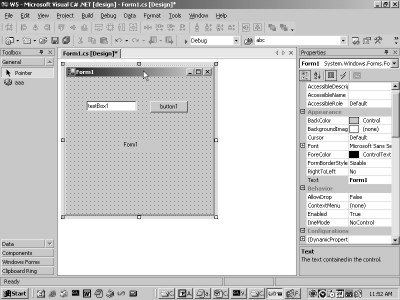 WS - Microsoft Visual C# .NET [design] - Form1.cs [Design]*
File Edit View Project Build Debug Data Format Tools Window Help
Debug abc
Toolbox
General
Pointer
aaa
Data
Components
Windows Forms
Clipboard Ring
Form1.cs [Design]*
Form1
textBox1 button1
Form1
Properties
Form1 System.Windows.Forms.Fo
AccessibleDescri
AccessibleName
AccessibleRole Default
Appearance
BackColor Control
BackgroundImag (none)
Cursor Default
Font Microsoft Sans Se
ForeColor ControlText
FormBorderStyle Sizable
RightToLeft No
Text Form1
Behavior
AllowDrop False
ContextMenu (none)
Enabled True
ImeMode NoControl
Configurations
(DynamicPropert
Text
The text contained in the control.
Ready
Start 11:52 AM